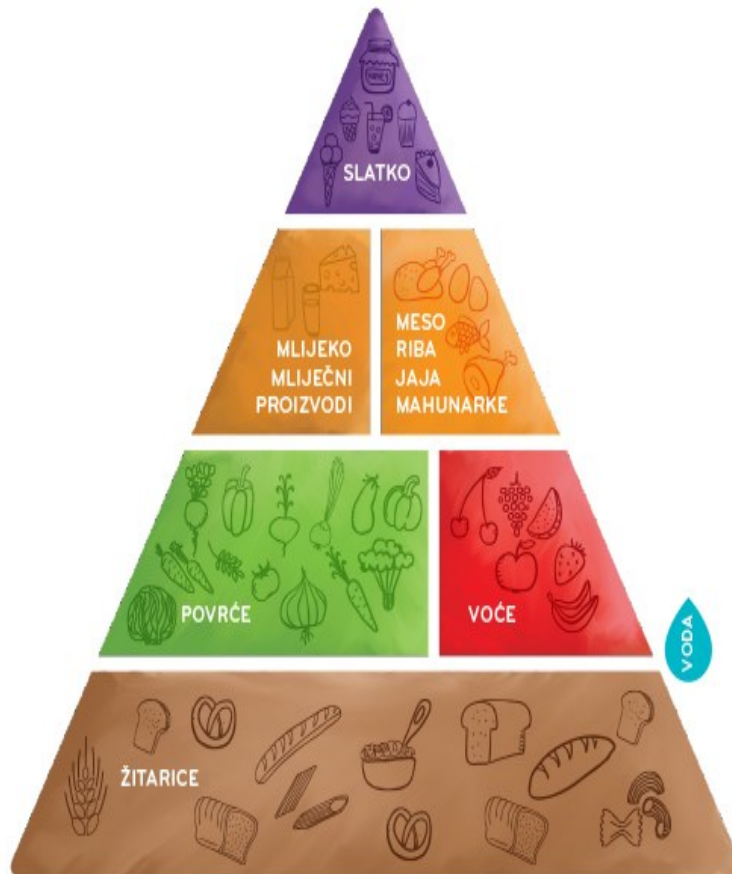 SLATKO
MLIJEKO
MLIJEČNI
PROIZVODI
MESO
RIBA
JAJA
MAHUNARKE
POVRĆE
VOĆE
VODA
ŽITARICE